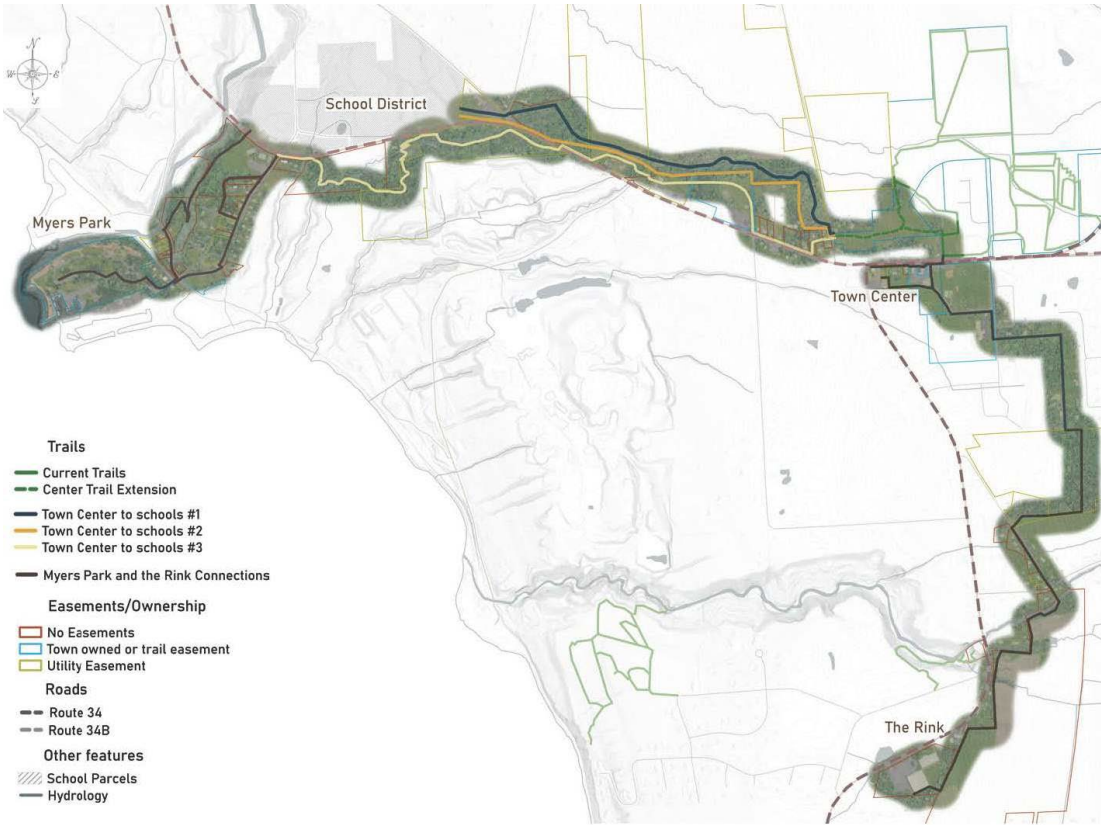 N
W
E
S
School District
Myers Park
Town Center
Trails
Current Trails
Center Trail Extension
Town Center to schools #1
Town Center to schools #2
Town Center to schools #3
Myers Park and the Rink Connections
Easements/Ownership
No Easements
Town owned or trail easement
Utility Easement
Roads
Route 34
Route 34B
Other features
School Parcels
Hydrology
The Rink